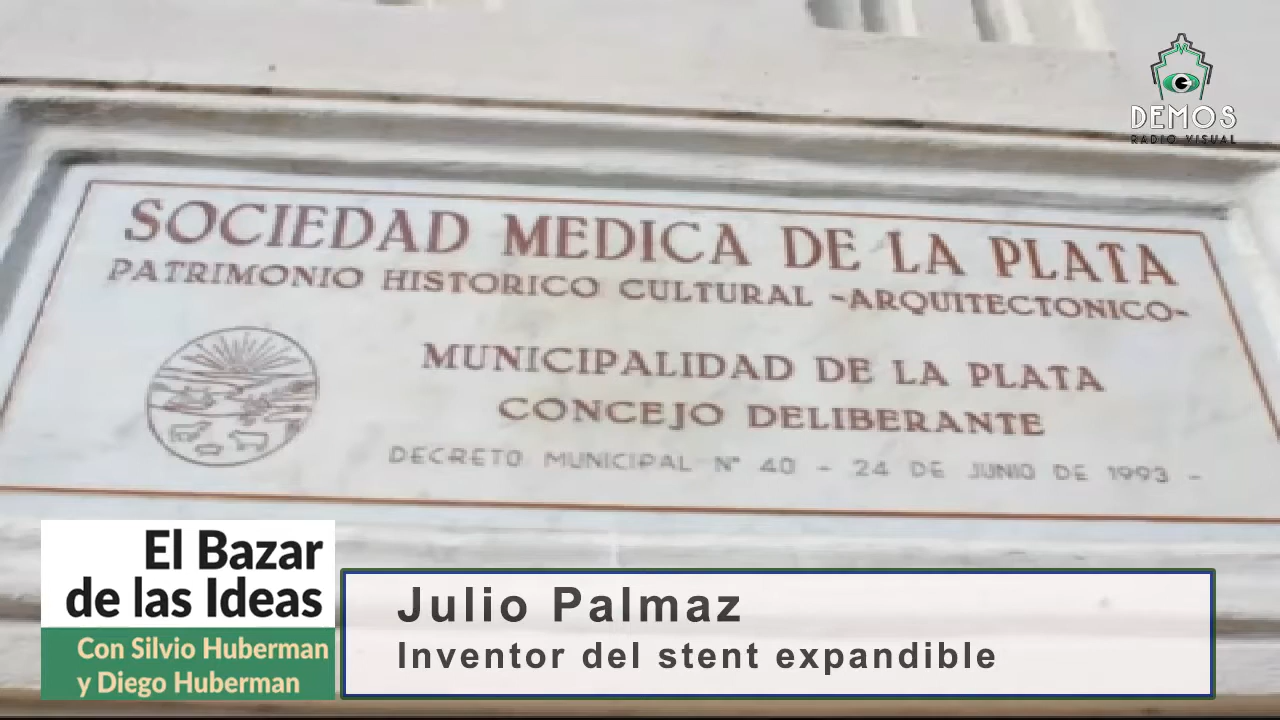 DEMOS
RADIO VISUAL
SOCIEDAD MEDICA DE LA PLATA
PATRIMONIO HISTORICO CULTURAL -ARQUITECTONICO-
MUNICIPALIDAD DE LA PLATA
CONCEJO DELIBERANTE
DECRETO MUNICIPAL Nº 40 - 24 DE JUNIO DE 1993 -
El Bazar
de las Ideas
Con Silvio Huberman
y Diego Huberman
Julio Palmaz
Inventor del stent expandible